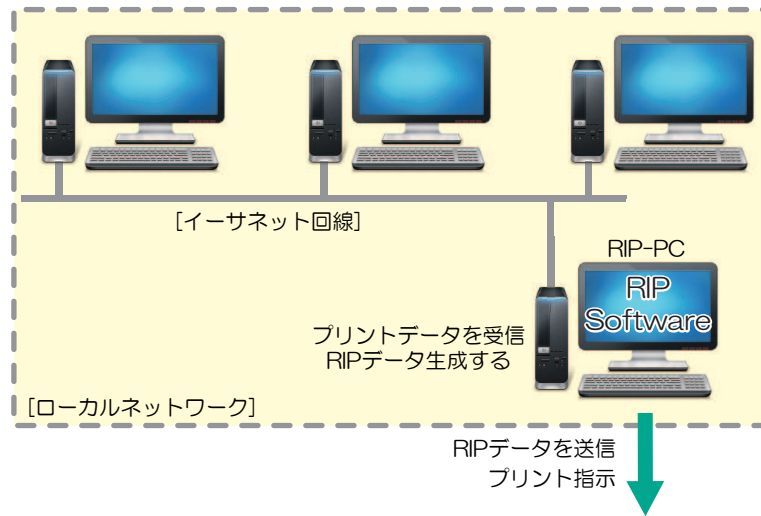 [イーサネット回線]
RIP-PC
RIP
Software
プリントデータを受信
RIPデータ生成する
[ローカルネットワーク]
RIPデータを送信
プリント指示